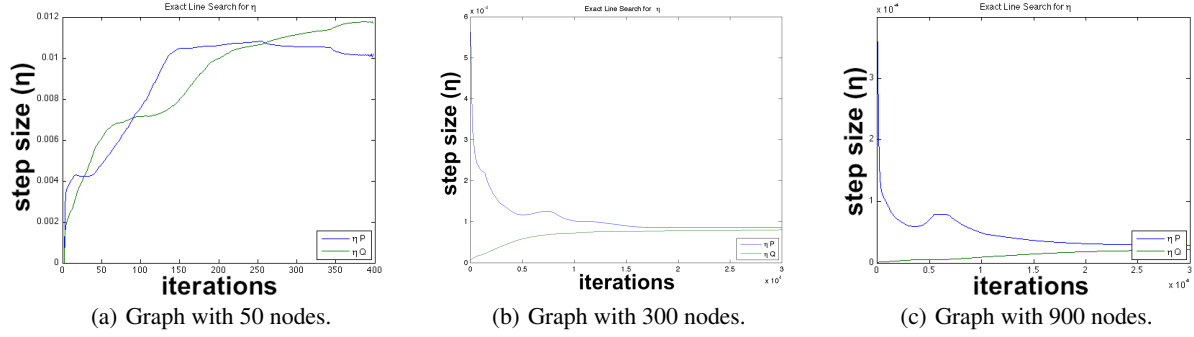 Exact Line Search for η
step size (η)
0.012
0.01
0.008
0.006
0.004
0.002
0
0 50 100 150 200 250 300 350 400
iterations
η P
η Q
(a) Graph with 50 nodes.
Exact Line Search for η
x 10⁻⁴
step size (η)
6
5
4
3
2
1
0
0 0.5 1 1.5 2 2.5 3
x 10⁴
iterations
η P
η Q
(b) Graph with 300 nodes.
Exact Line Search for η
step size (η)
3
2
1
0
0 0.5 1 1.5 2 2.5 3
x 10⁴
iterations
η P
η Q
(c) Graph with 900 nodes.